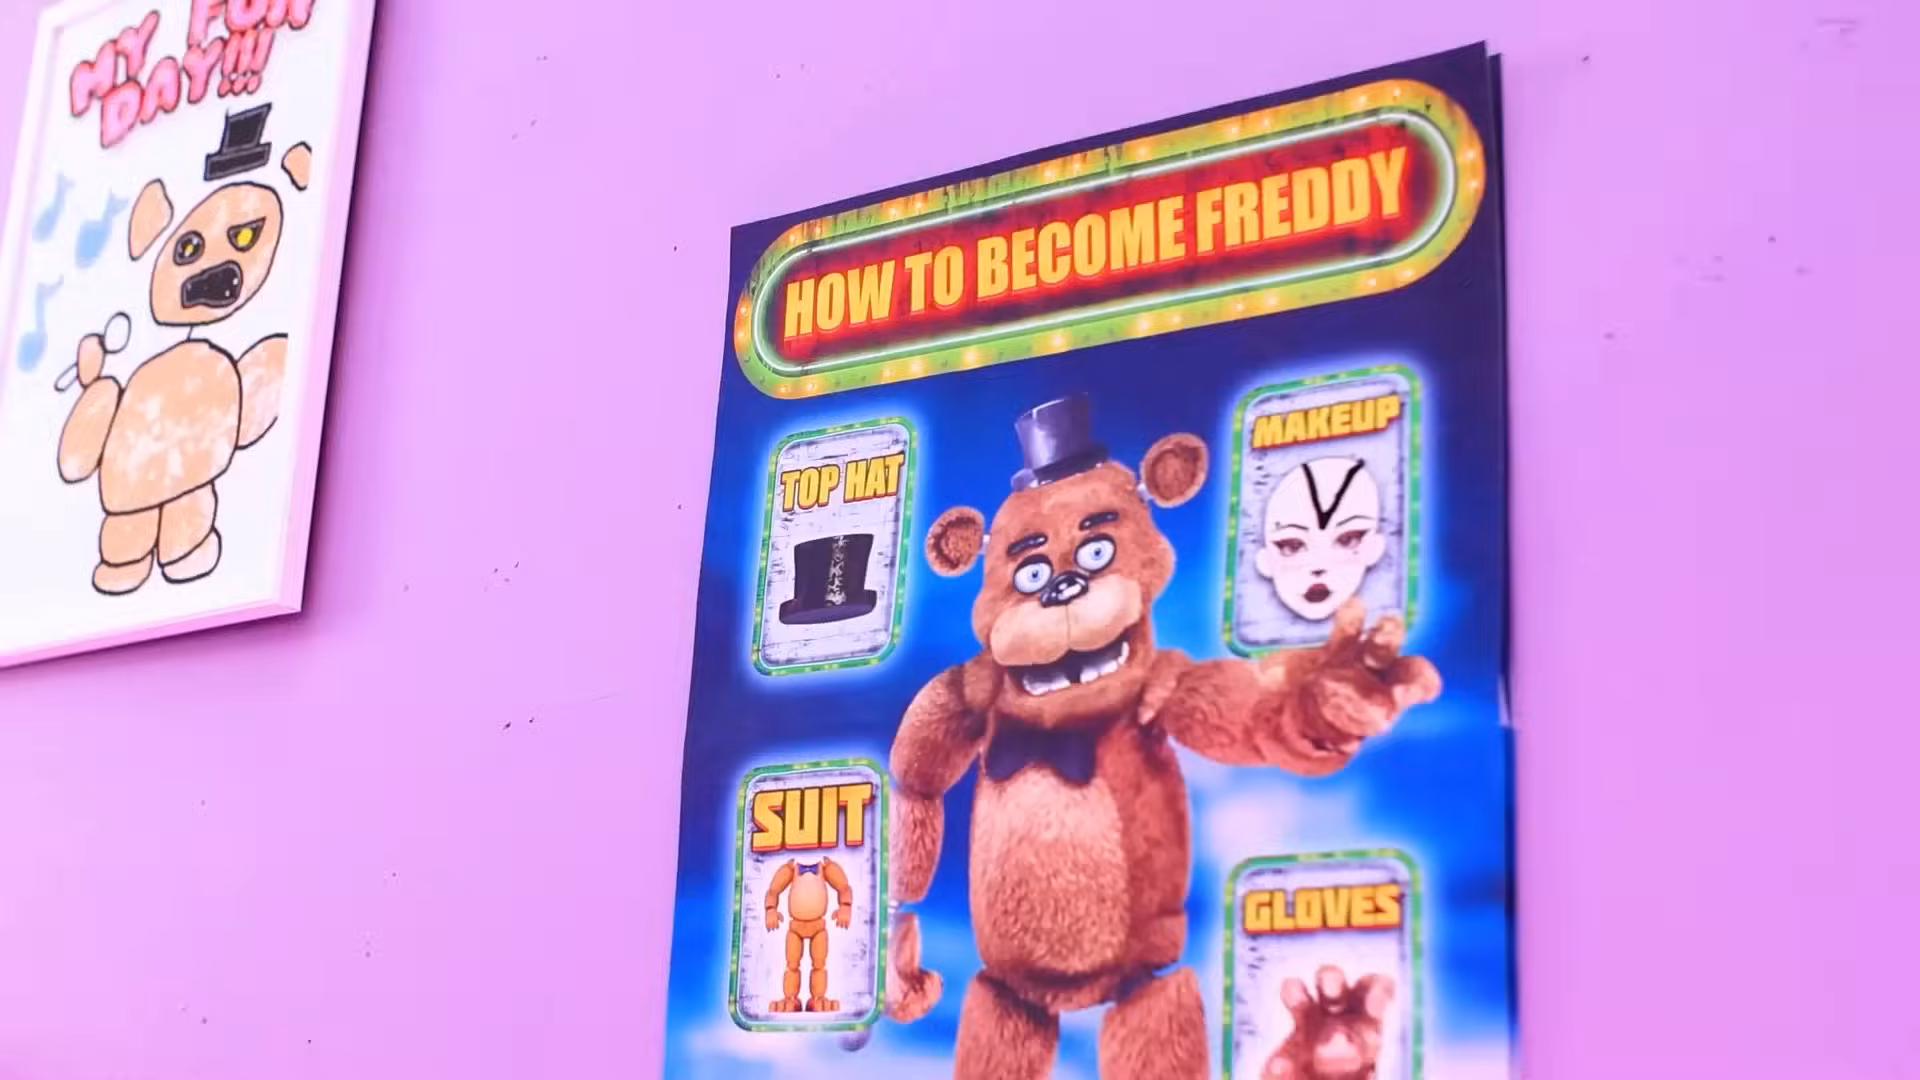 MY FUN
DAY!!!
HOW TO BECOME FREDDY
TOP HAT
MAKEUP
SUIT
GLOVES